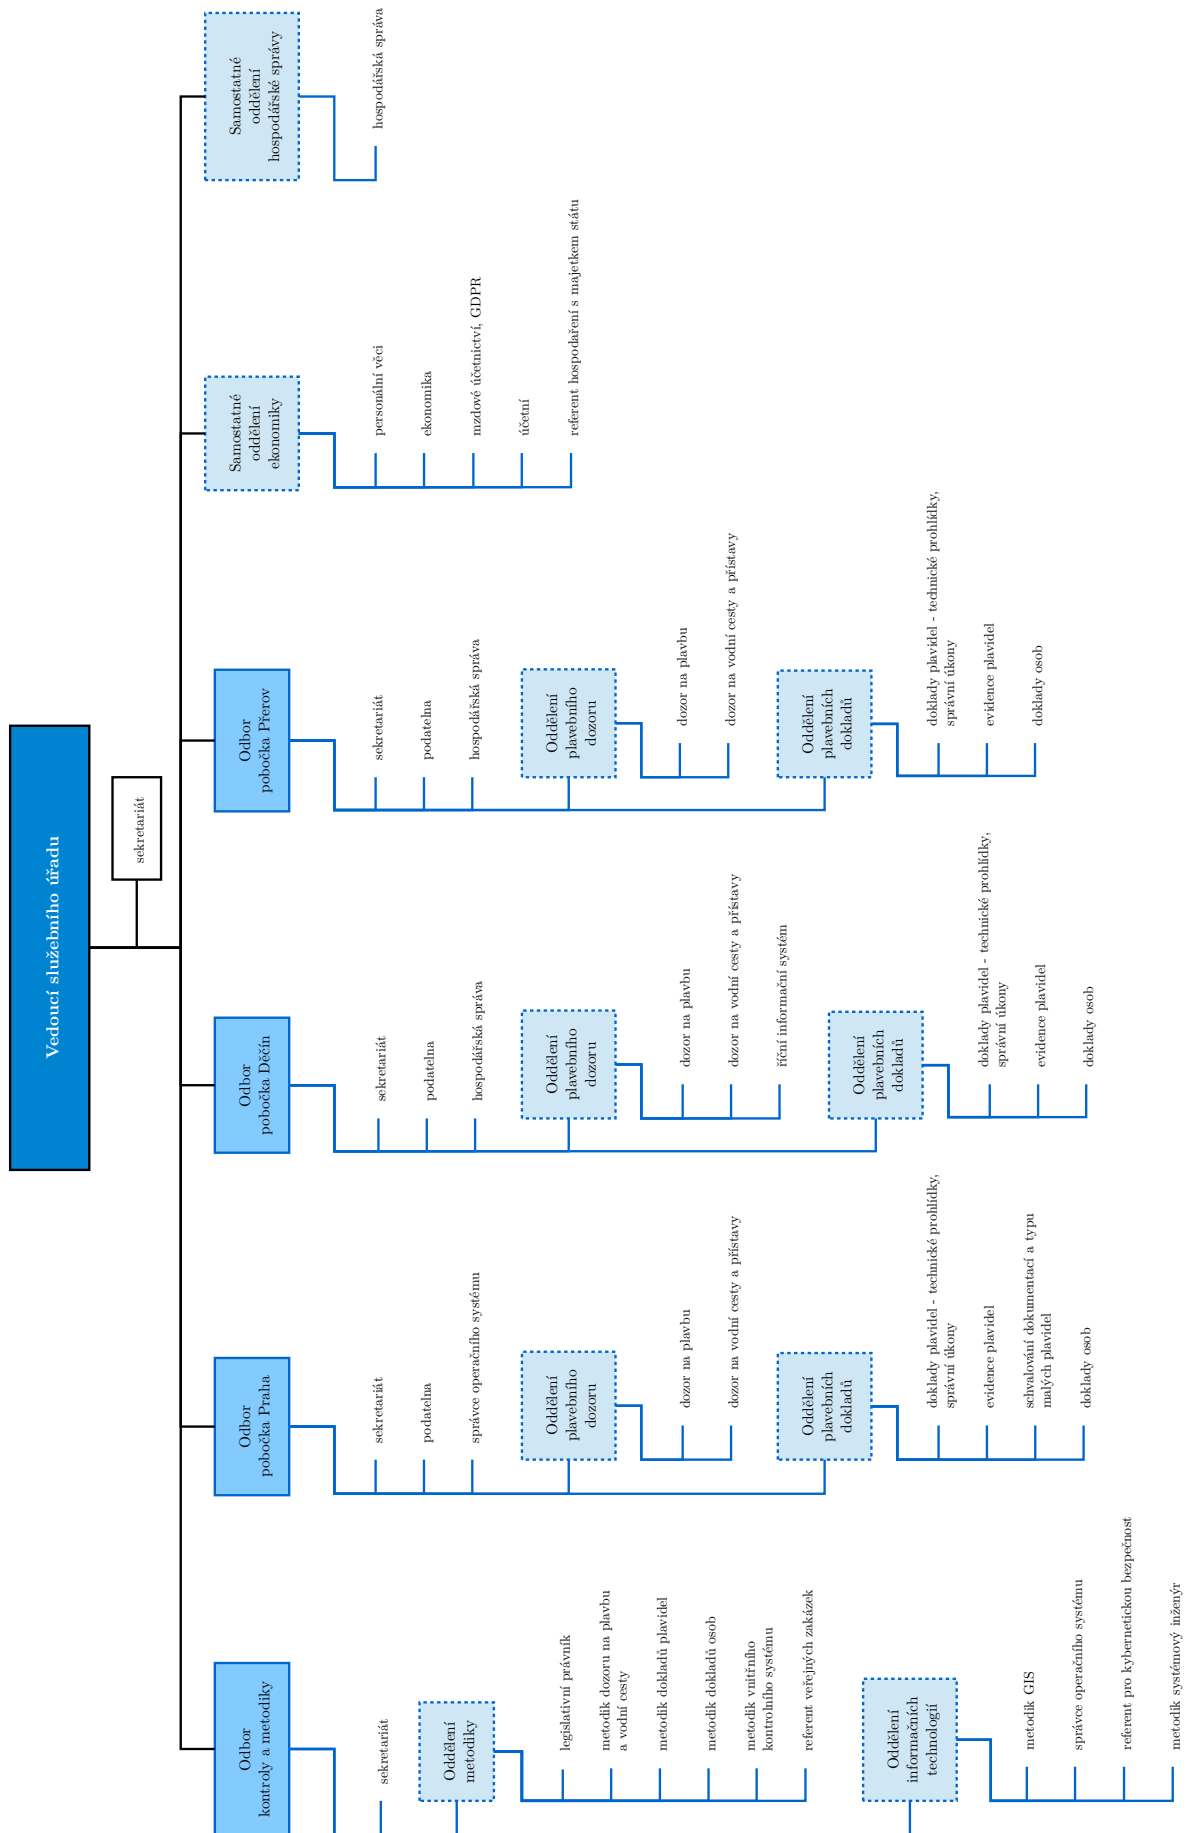 Vedoucí služebního úřadu
sekretariát
Odbor
kontroly a metodiky
sekretariát
Oddělení
metodiky
legislativní právník
metodik dozoru na plavbu
a vodní cesty
metodik dokladů plavidel
metodik dokladů osob
metodik vnitřního
kontrolního systému
referent veřejných zakázek
Oddělení
informačních
technologií
metodik GIS
správce operačního systému
referent pro kybernetickou bezpečnost
metodik systémový inženýr
Odbor
pobočka Praha
sekretariát
podatelna
správce operačního systému
Oddělení
plavebního
dozoru
dozor na plavbu
dozor na vodní cesty a přístavy
Oddělení
plavebních
dokladů
doklady plavidel - technické prohlídky,
správní úkony
evidence plavidel
schvalování dokumentací a typu
malých plavidel
doklady osob
Odbor
pobočka Děčín
sekretariát
podatelna
hospodářská správa
Oddělení
plavebního
dozoru
dozor na plavbu
dozor na vodní cesty a přístavy
říční informační systém
Oddělení
plavebních
dokladů
doklady plavidel - technické prohlídky,
správní úkony
evidence plavidel
doklady osob
Odbor
pobočka Přerov
sekretariát
podatelna
hospodářská správa
Oddělení
plavebního
dozoru
dozor na plavbu
dozor na vodní cesty a přístavy
Oddělení
plavebních
dokladů
doklady plavidel - technické prohlídky,
správní úkony
evidence plavidel
doklady osob
Samostatné
oddělení
ekonomiky
personální věci
ekonomika
mzdové účetnictví, GDPR
účetní
referent hospodaření s majetkem státu
Samostatné
oddělení
hospodářské správy
hospodářská správa